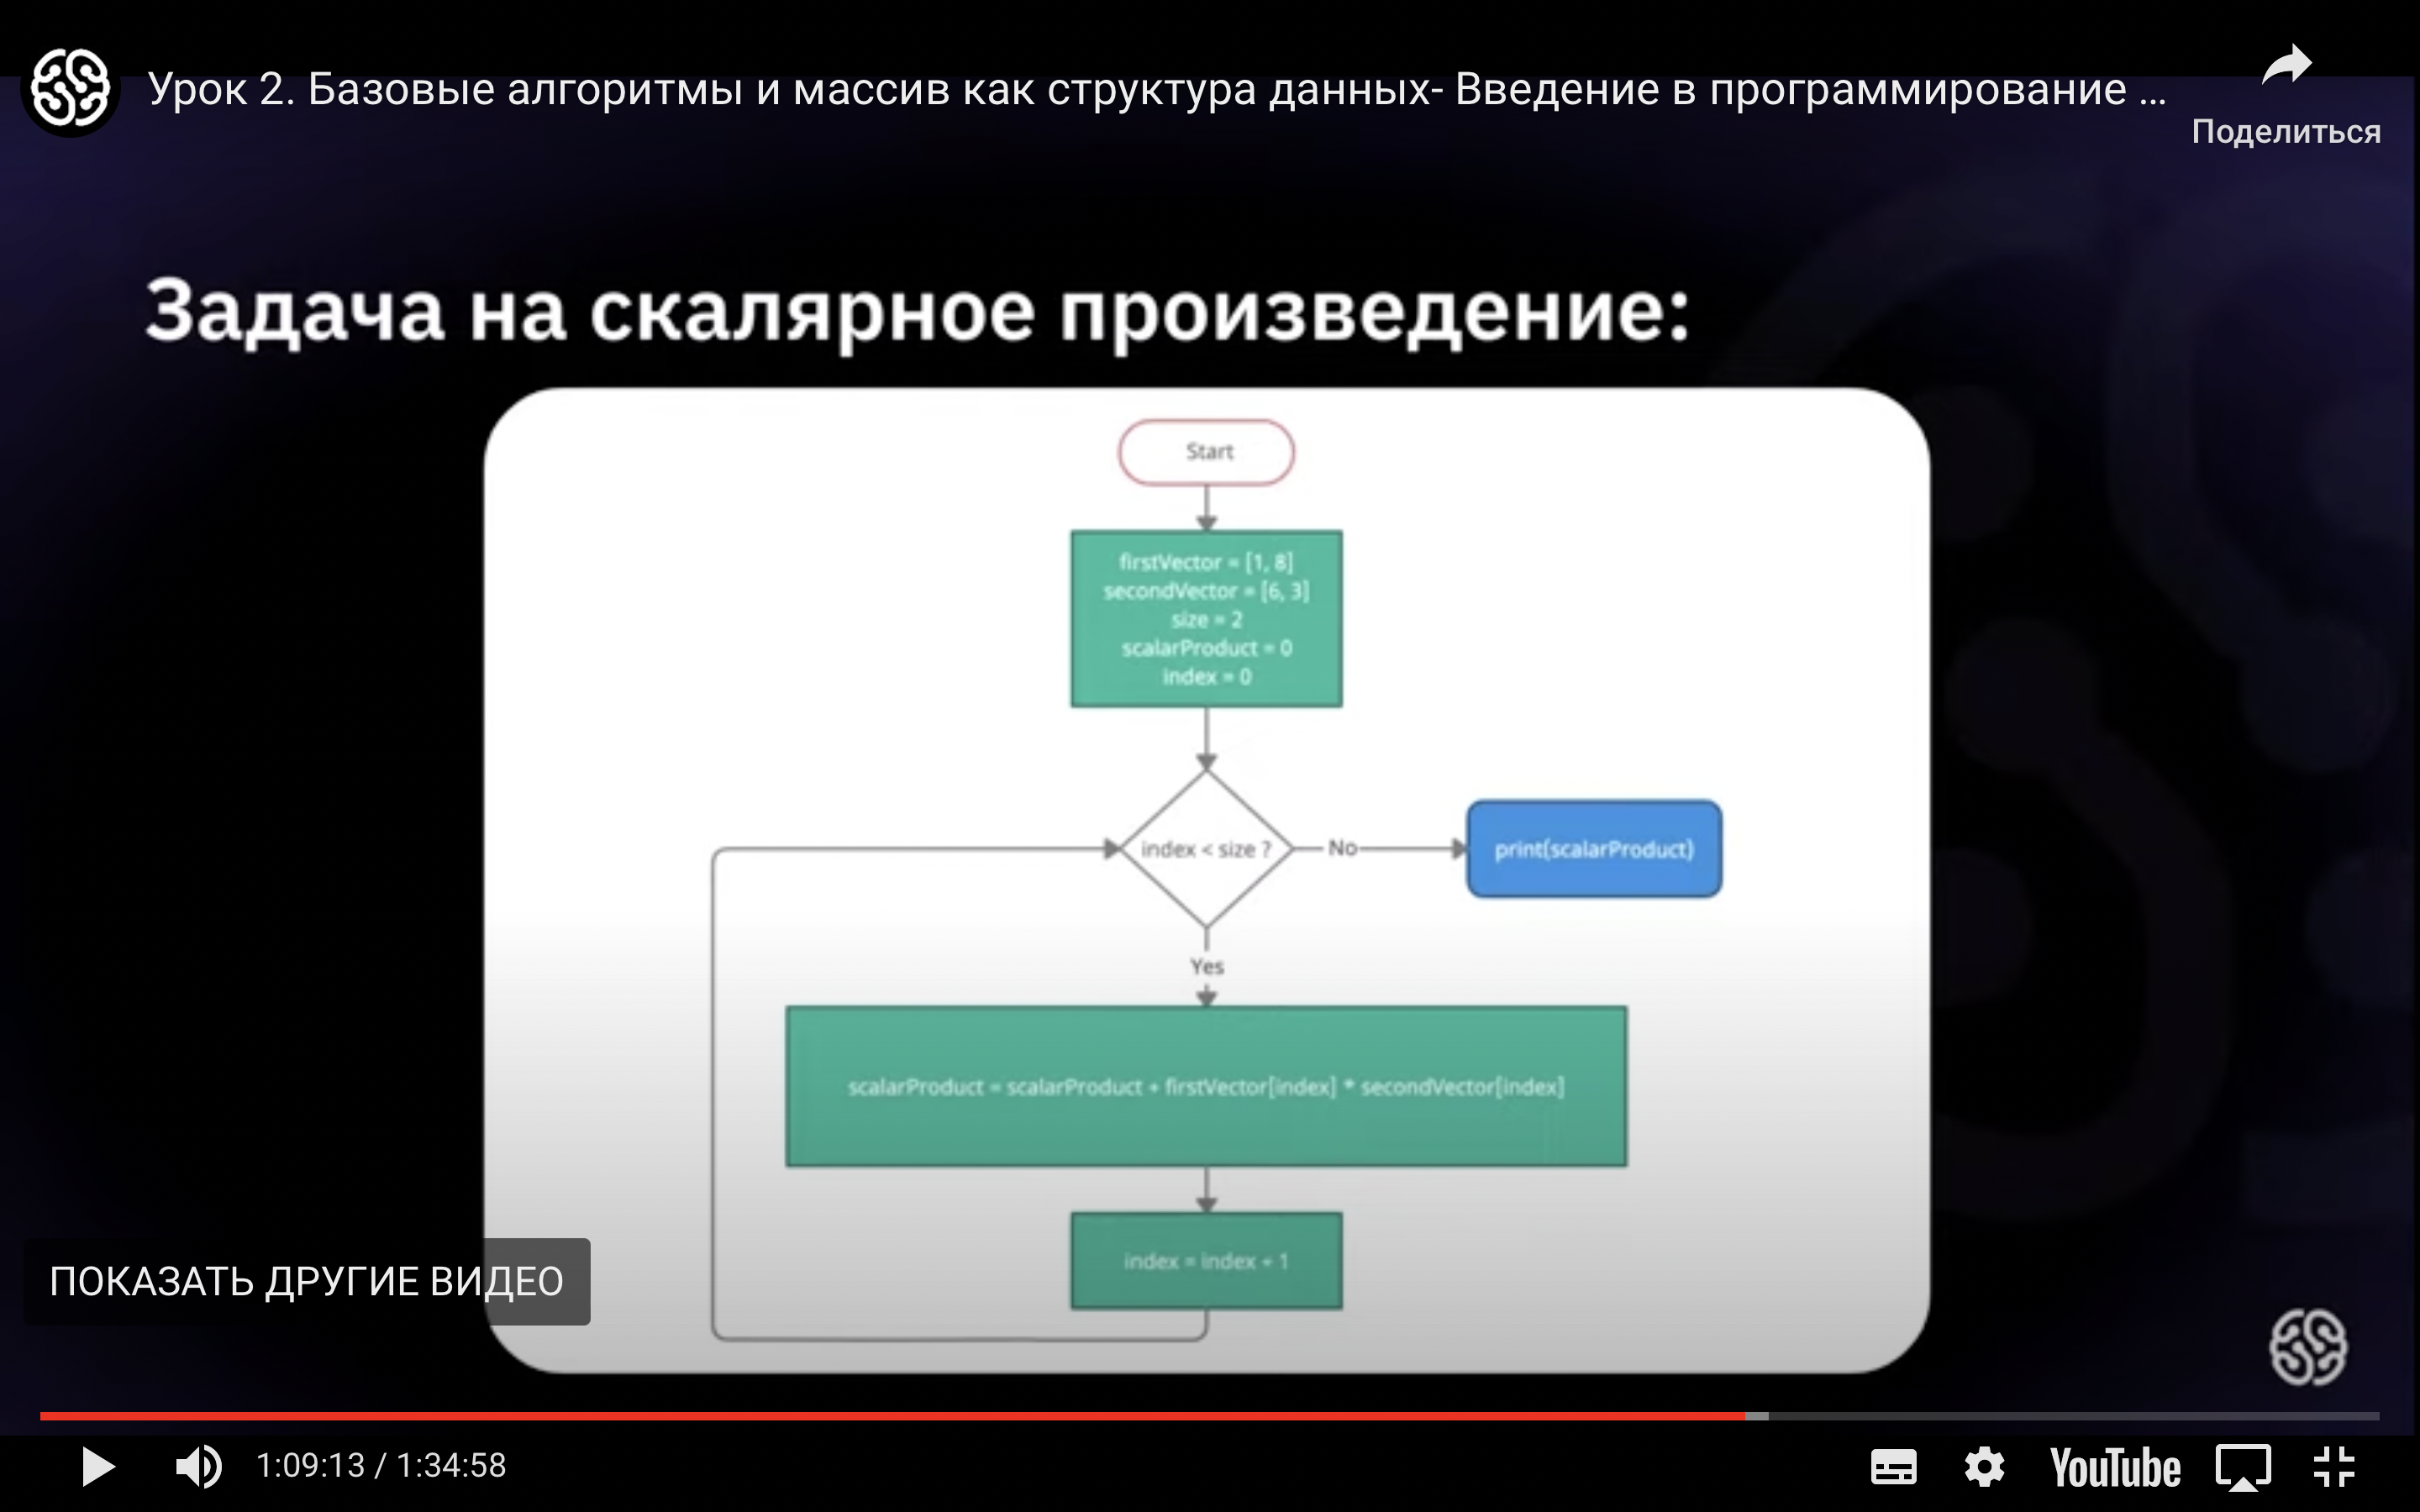 Урок 2. Базовые алгоритмы и массив как структура данных- Введение в программирование ...
Поделиться
Задача на скалярное произведение:
Start
firstVector = [1, 8]
secondVector = [6, 3]
size = 2
scalarProduct = 0
index = 0
index < size ?
No
print(scalarProduct)
Yes
scalarProduct = scalarProduct + firstVector[index] * secondVector[index]
index = index + 1
ПОКАЗАТЬ ДРУГИЕ ВИДЕО
1:09:13 / 1:34:58
YouTube